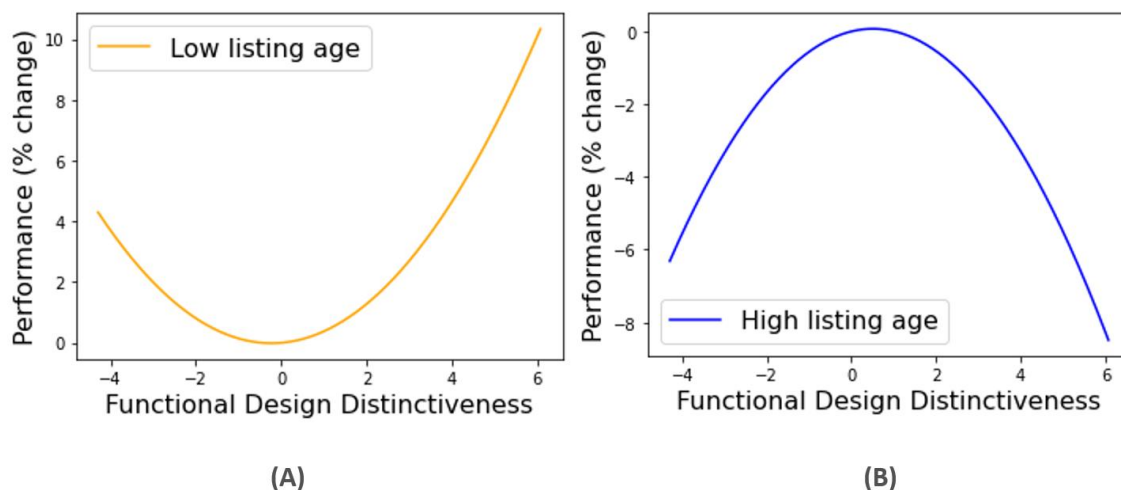 Performance (% change)
10
8
6
4
2
0
Low listing age
−4
−2
0
2
4
6
Functional Design Distinctiveness
(A)
Performance (% change)
0
−2
−4
−6
−8
High listing age
−4
−2
0
2
4
6
Functional Design Distinctiveness
(B)